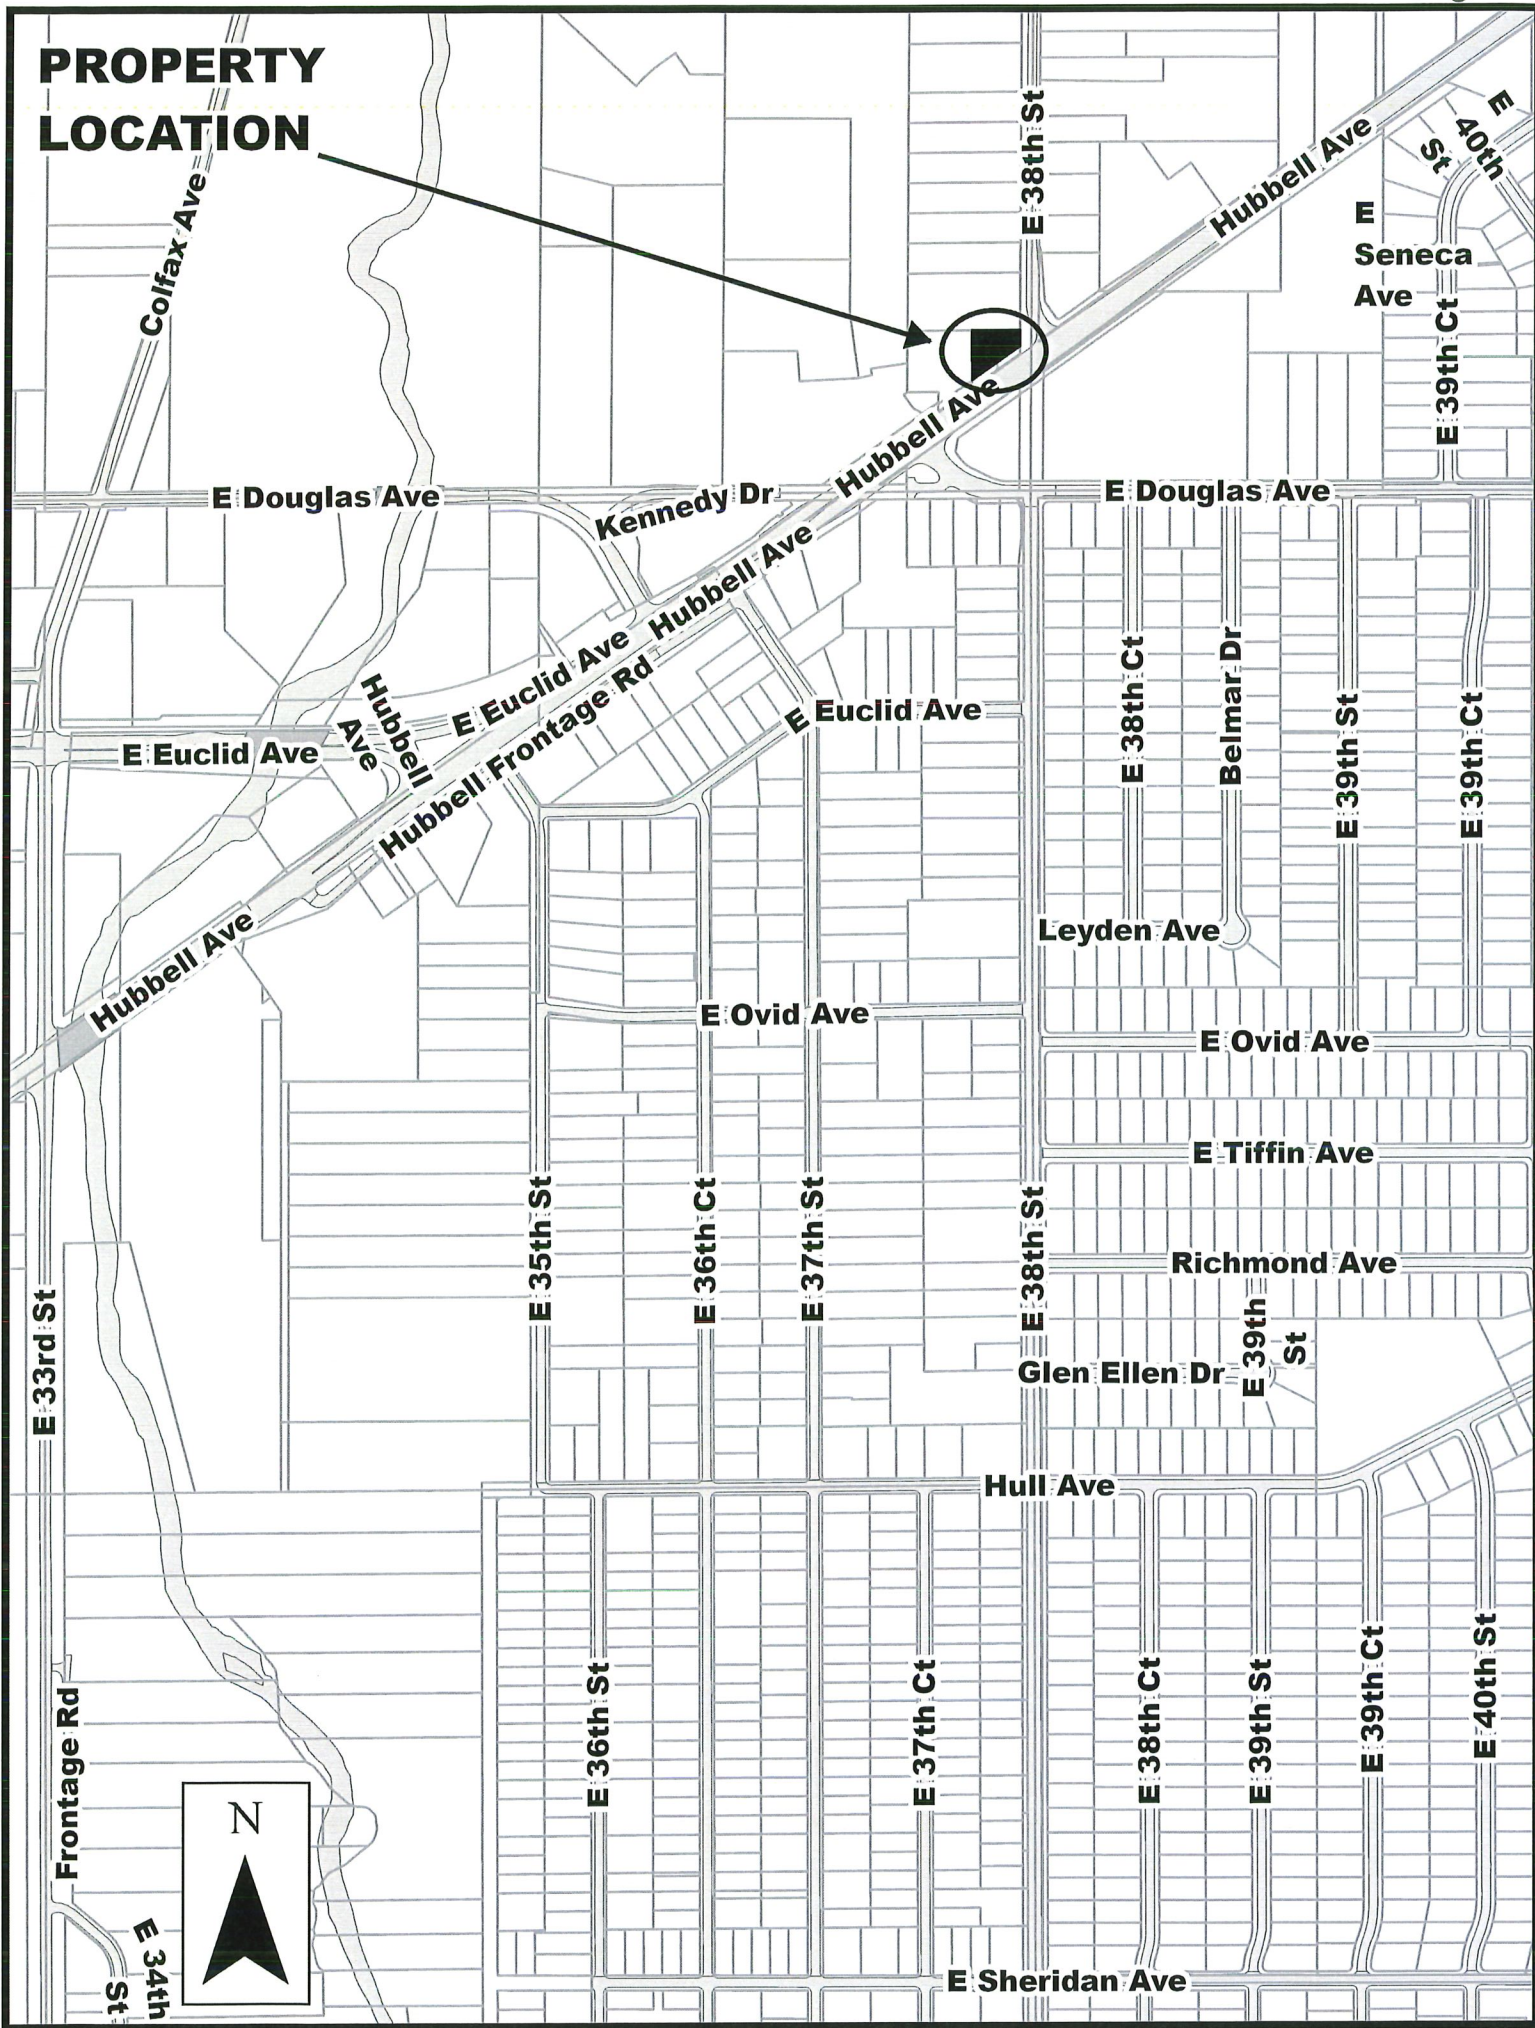 PROPERTY
LOCATION
Colfax Ave
E 38th St
Hubbell Ave
E
40th
St
E
Seneca
Ave
E 39th Ct
Hubbell Ave
E Douglas Ave
Kennedy Dr
E Douglas Ave
Hubbell Ave
E Euclid Ave
Hubbell Frontage Rd
Hubbell
Ave
E Euclid Ave
E Euclid Ave
E 38th Ct
Belmar Dr
E 39th St
E 39th Ct
Hubbell Ave
Leyden Ave
E Ovid Ave
E Ovid Ave
E Tiffin Ave
E 33rd St
E 35th St
E 36th Ct
E 37th St
E 38th St
Richmond Ave
E 39th
St
Glen Ellen Dr
Hull Ave
Frontage Rd
E 36th St
E 37th Ct
E 38th Ct
E 39th St
E 39th Ct
E 40th St
N
E 34th
St
E Sheridan Ave